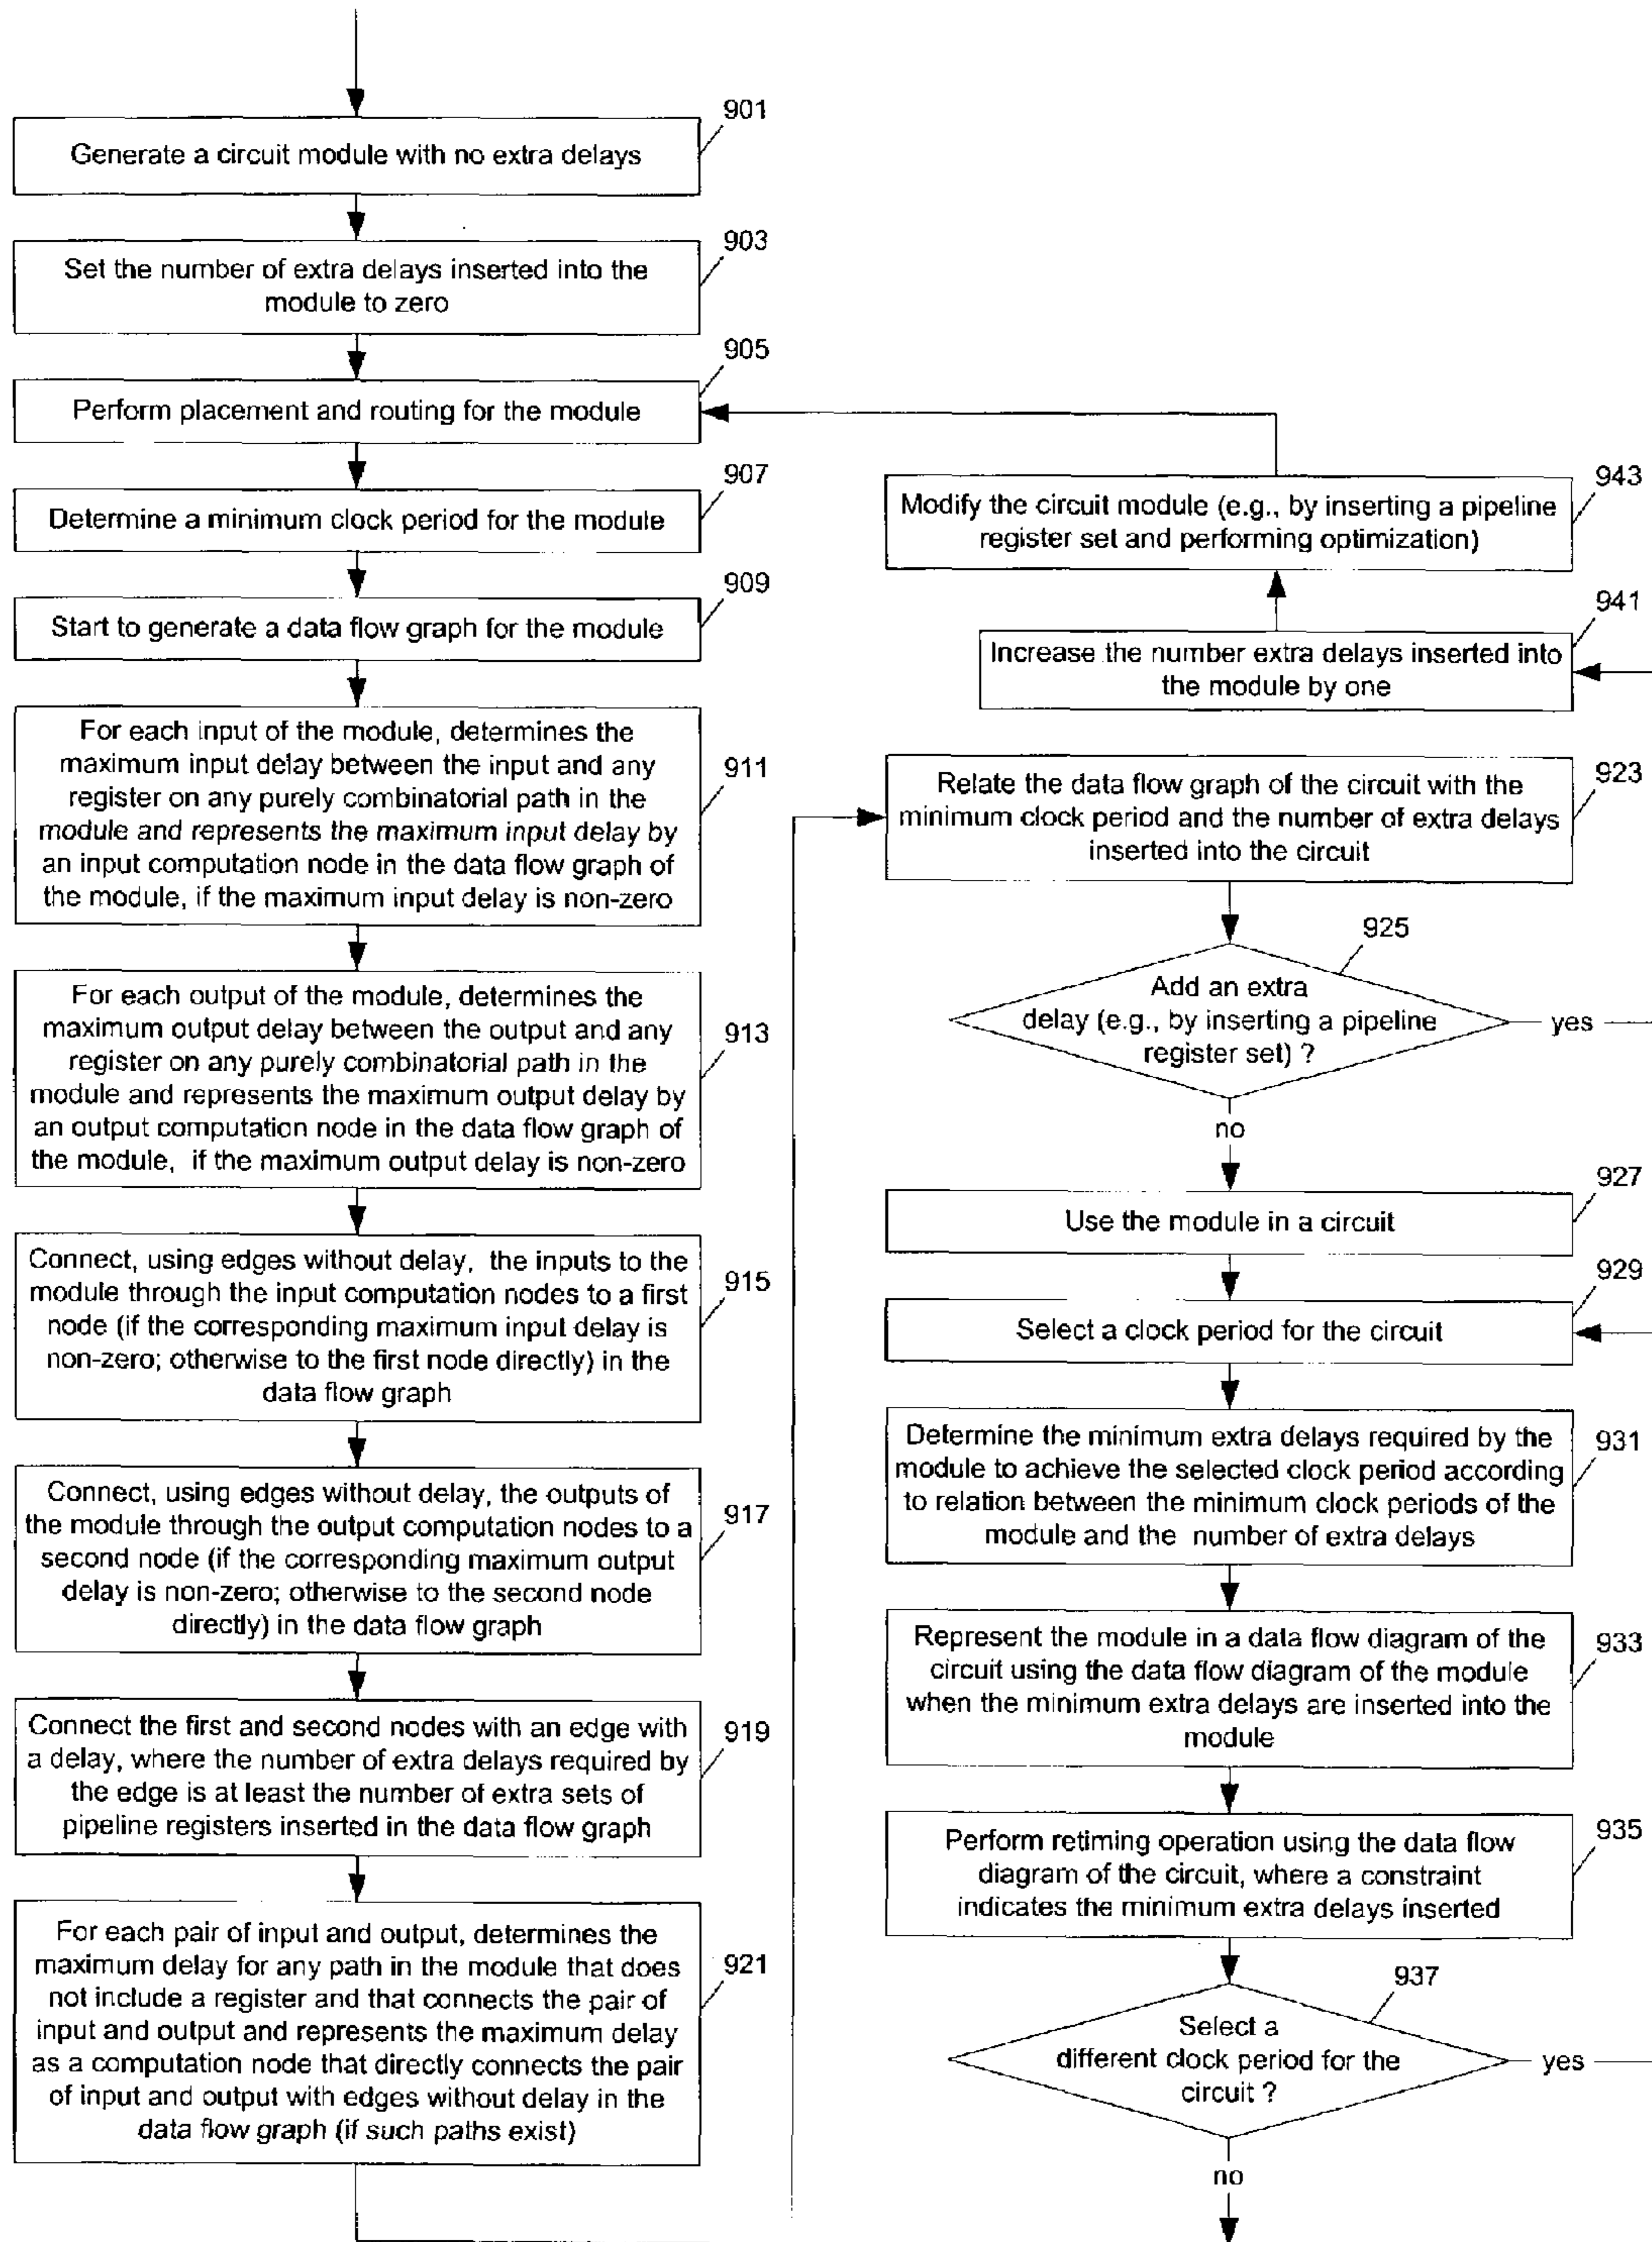 901
Generate a circuit module with no extra delays
903
Set the number of extra delays inserted into the
module to zero
905
Perform placement and routing for the module
907
Determine a minimum clock period for the module
909
Start to generate a data flow graph for the module
For each input of the module, determines the
maximum input delay between the input and any
register on any purely combinatorial path in the
module and represents the maximum input delay by
an input computation node in the data flow graph of
the module, if the maximum input delay is non-zero
911
For each output of the module, determines the
maximum output delay between the output and any
register on any purely combinatorial path in the
module and represents the maximum output delay by
an output computation node in the data flow graph of
the module, if the maximum output delay is non-zero
913
Connect, using edges without delay, the inputs to the
module through the input computation nodes to a first
node (if the corresponding maximum input delay is
non-zero; otherwise to the first node directly) in the
data flow graph
915
Connect, using edges without delay, the outputs of
the module through the output computation nodes to a
second node (if the corresponding maximum output
delay is non-zero; otherwise to the second node
directly) in the data flow graph
917
Connect the first and second nodes with an edge with
a delay, where the number of extra delays required by
the edge is at least the number of extra sets of
pipeline registers inserted in the data flow graph
919
For each pair of input and output, determines the
maximum delay for any path in the module that does
not include a register and that connects the pair of
input and output and represents the maximum delay
as a computation node that directly connects the pair
of input and output with edges without delay in the
data flow graph (if such paths exist)
921
943
Modify the circuit module (e.g., by inserting a pipeline
register set and performing optimization)
941
Increase the number extra delays inserted into
the module by one
923
Relate the data flow graph of the circuit with the
minimum clock period and the number of extra delays
inserted into the circuit
925
Add an extra
delay (e.g., by inserting a pipeline
register set) ?
yes
no
927
Use the module in a circuit
929
Select a clock period for the circuit
Determine the minimum extra delays required by the
module to achieve the selected clock period according
to relation between the minimum clock periods of the
module and the number of extra delays
931
Represent the module in a data flow diagram of the
circuit using the data flow diagram of the module
when the minimum extra delays are inserted into the
module
933
Perform retiming operation using the data flow
diagram of the circuit, where a constraint
indicates the minimum extra delays inserted
935
937
Select a
different clock period for the
circuit ?
yes
no